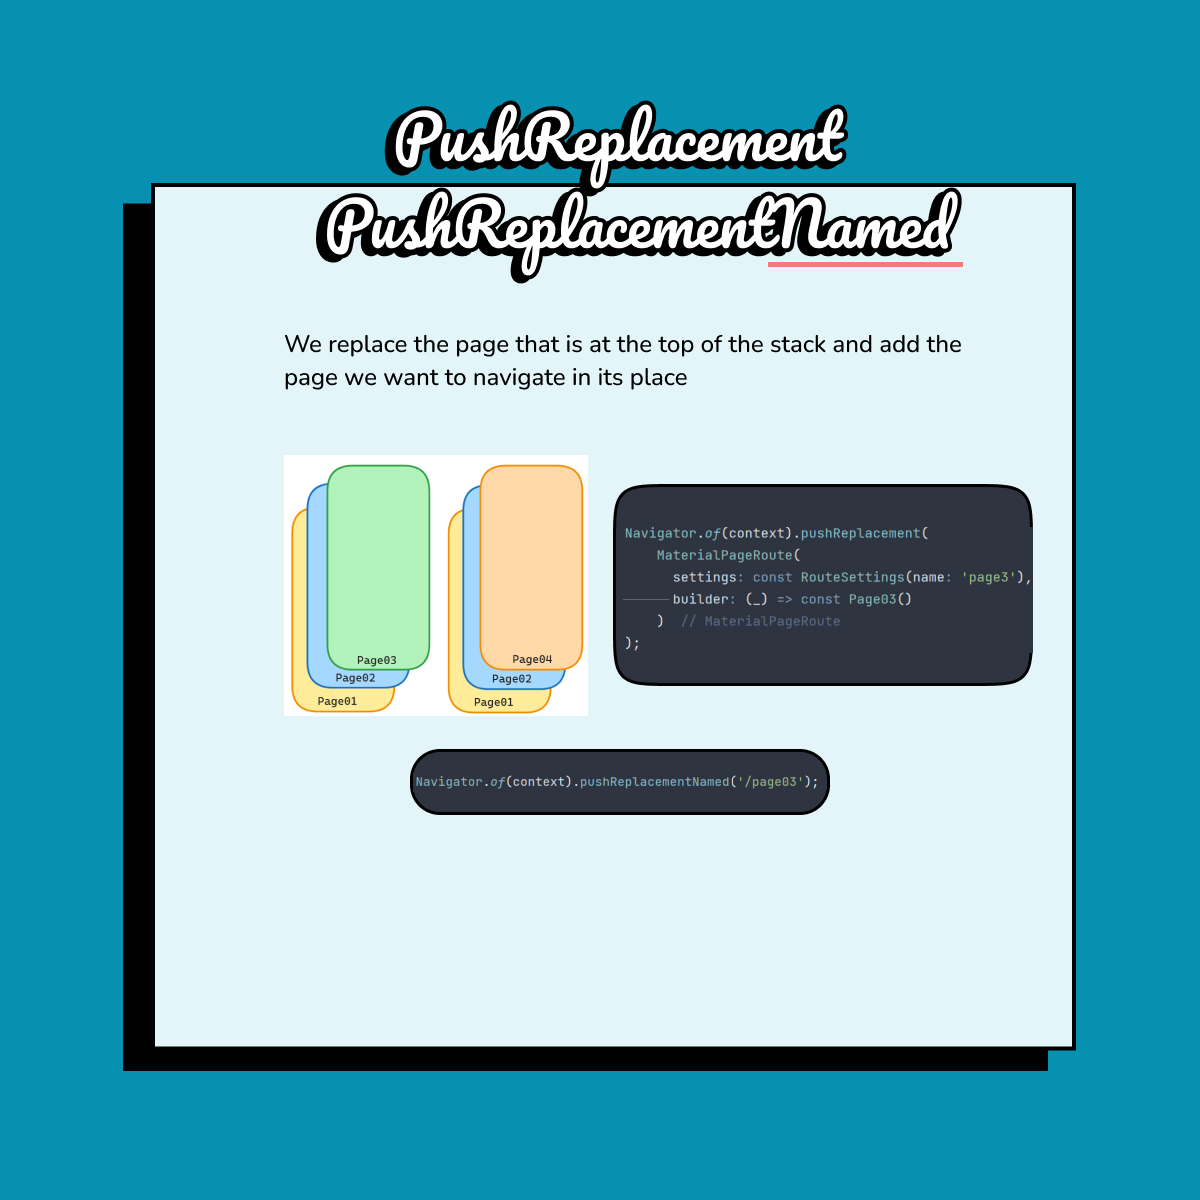 PushReplacement
PushReplacementNamed
We replace the page that is at the top of the stack and add the
page we want to navigate in its place
Page03
Page02
Page01
Page04
Page02
Page01
Navigator.of(context).pushReplacement(
MaterialPageRoute(
settings: const RouteSettings(name: 'page3'),
builder: (_) => const Page03()
) // MaterialPageRoute
);
Navigator.of(context).pushReplacementNamed('/page03');